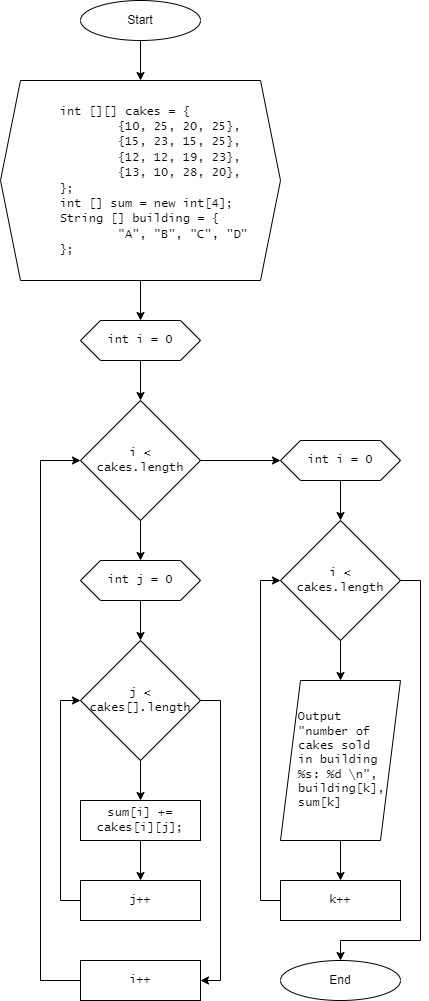 Start
int [][] cakes = {
{10, 25, 20, 25},
{15, 23, 15, 25},
{12, 12, 19, 23},
{13, 10, 28, 20},
};
int [] sum = new int[4];
String [] building = {
"A", "B", "C", "D"
};
int i = 0
i <
cakes.length
int j = 0
j <
cakes[].length
sum[i] +=
cakes[i][j];
j++
i++
int i = 0
i <
cakes.length
Output
"number of
cakes sold
in building
%s: %d \n",
building[k],
sum[k]
k++
End